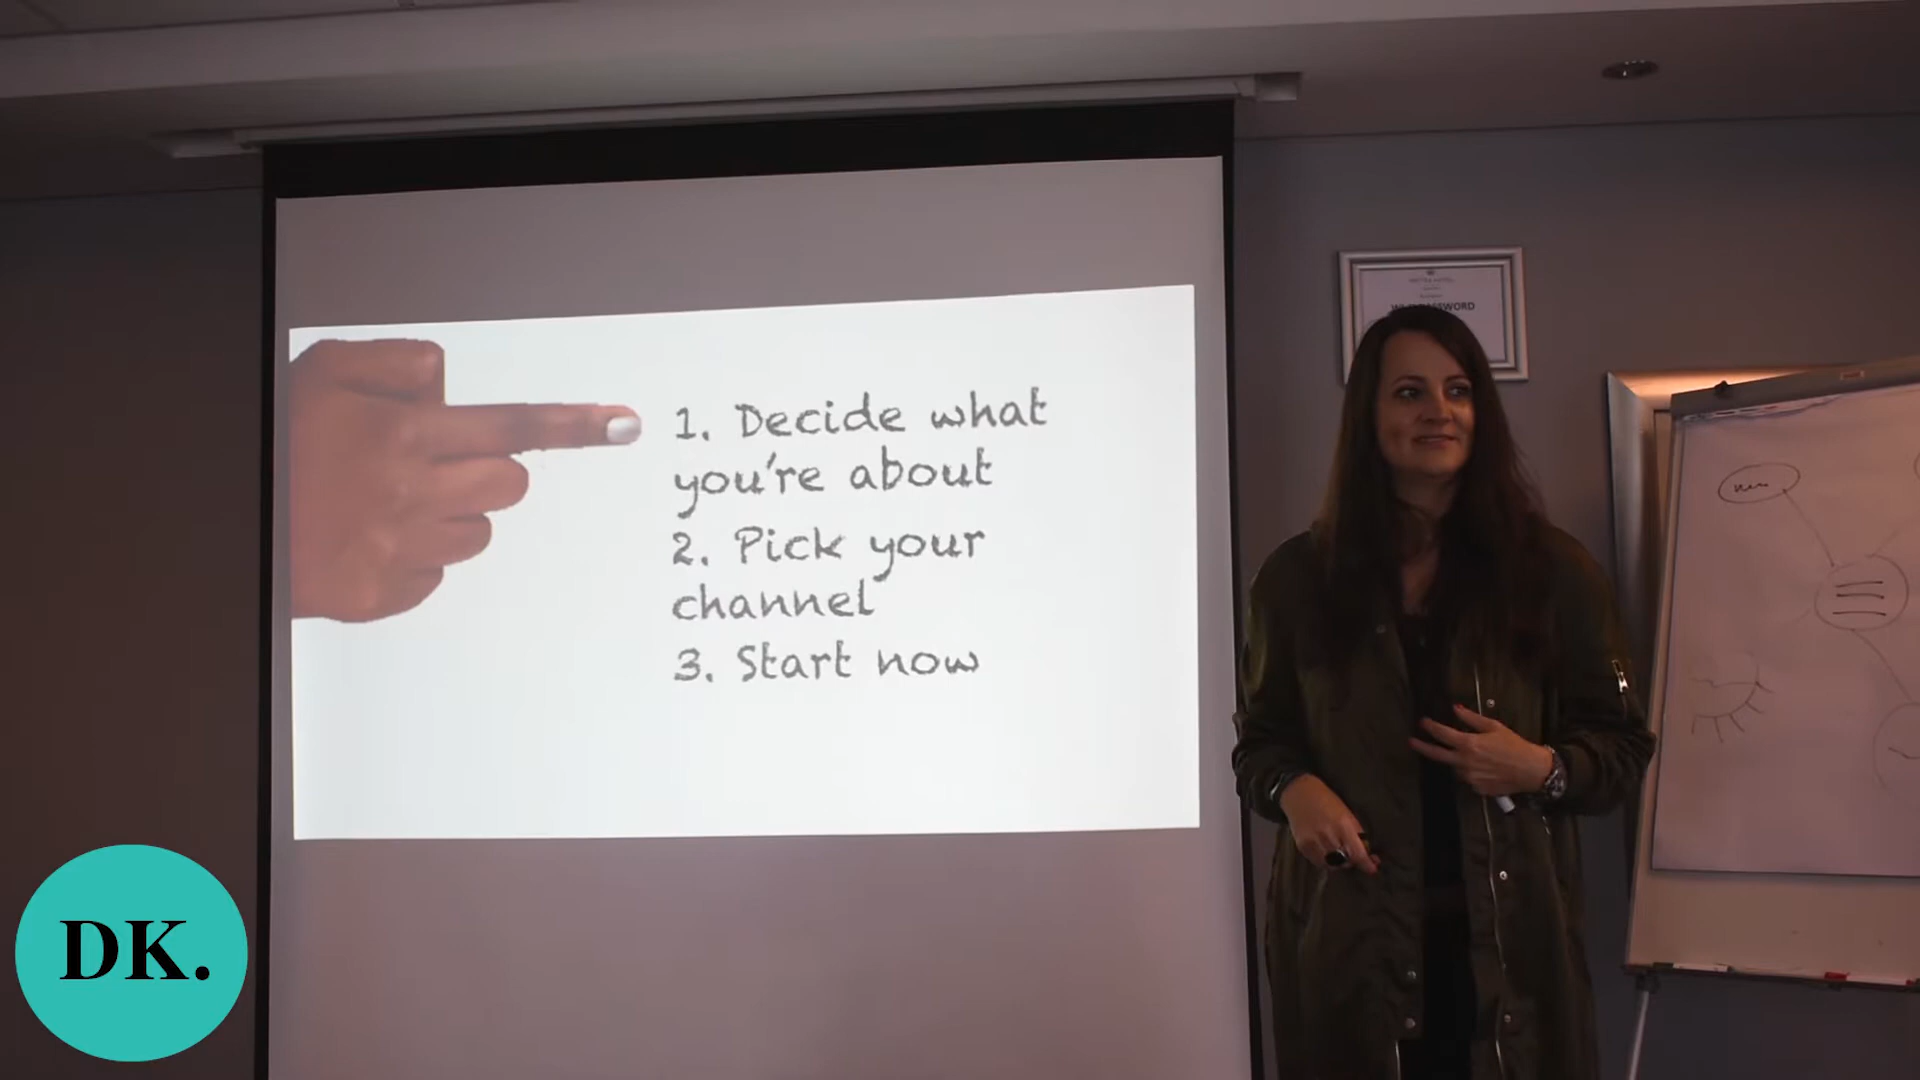 1. Decide what
you're about
2. Pick your
channel
3. Start now
DK.